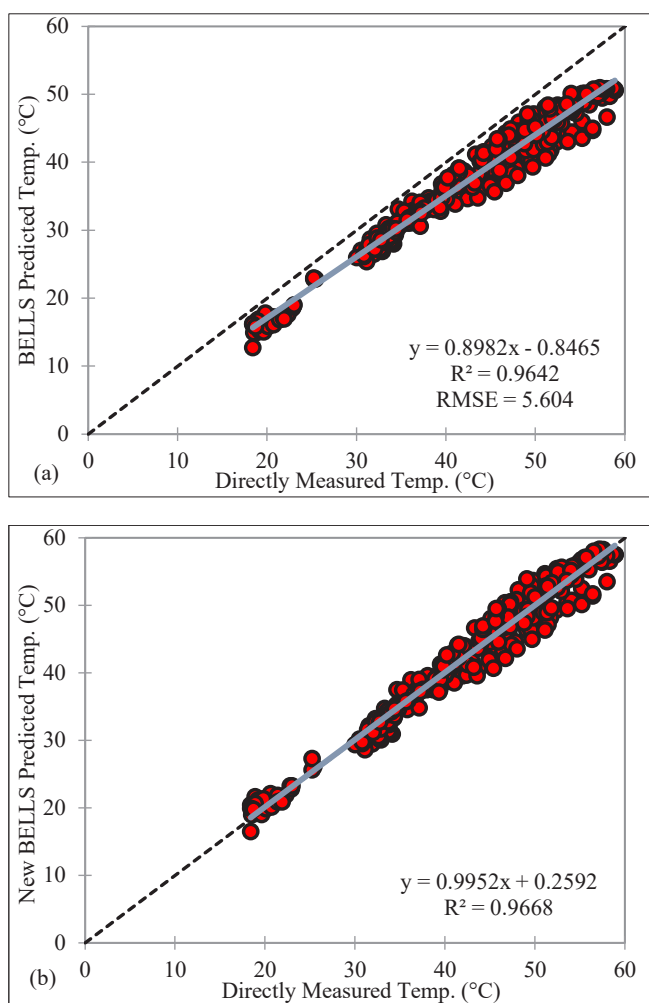 60
50
40
30
20
10
0
BELLS Predicted Temp. (°C)
y = 0.8982x - 0.8465
R² = 0.9642
RMSE = 5.604
0 10 20 30 40 50 60
(a)
Directly Measured Temp. (°C)
60
50
40
30
20
10
0
New BELLS Predicted Temp. (°C)
y = 0.9952x + 0.2592
R² = 0.9668
0 10 20 30 40 50 60
(b)
Directly Measured Temp. (°C)